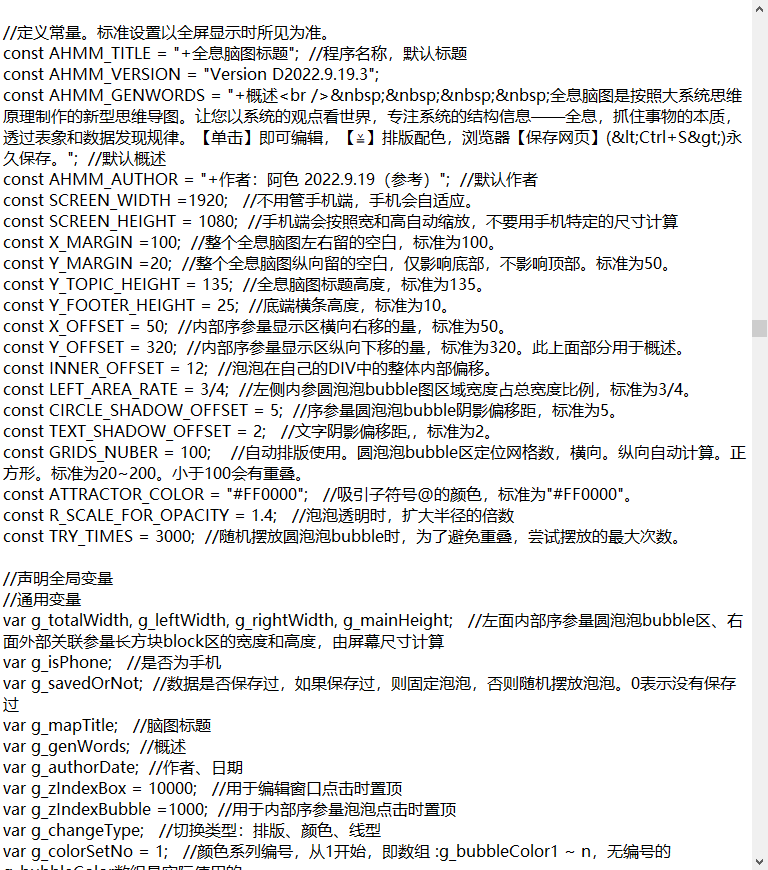 //定义常量。标准设置以全屏显示时所见为准。
const AHMM_TITLE = "+全息脑图标题";  //程序名称，默认标题
const AHMM_VERSION = "Version D2022.9.19.3";
const AHMM_GENWORDS = "+概述<br />&nbsp;&nbsp;&nbsp;&nbsp;全息脑图是按照大系统思维
原理制作的新型思维导图。让您以系统的观点看世界，专注系统的结构信息——全息，抓住事物的本质，
透过表象和数据发现规律。【单击】即可编辑，【⩣】排版配色，浏览器【保存网页】(&lt;Ctrl+S&gt;)永
久保存。";  //默认概述
const AHMM_AUTHOR = "+作者：阿色 2022.9.19（参考）";  //默认作者
const SCREEN_WIDTH =1920;   //不用管手机端，手机会自适应。
const SCREEN_HEIGHT = 1080;  //手机端会按照宽和高自动缩放，不要用手机特定的尺寸计算
const X_MARGIN =100;  //整个全息脑图左右留的空白，标准为100。
const Y_MARGIN =20;  //整个全息脑图纵向留的空白，仅影响底部，不影响顶部。标准为50。
const Y_TOPIC_HEIGHT = 135;  //全息脑图标题高度，标准为135。
const Y_FOOTER_HEIGHT = 25;  //底端横条高度，标准为10。
const X_OFFSET = 50;  //内部序参量显示区横向右移的量，标准为50。
const Y_OFFSET = 320;  //内部序参量显示区纵向下移的量，标准为320。此上面部分用于概述。
const INNER_OFFSET = 12;  //泡泡在自己的DIV中的整体内部偏移。
const LEFT_AREA_RATE = 3/4;  //左侧内参圆泡泡bubble图区域宽度占总宽度比例，标准为3/4。
const CIRCLE_SHADOW_OFFSET = 5;  //序参量圆泡泡bubble阴影偏移距，标准为5。
const TEXT_SHADOW_OFFSET = 2;   //文字阴影偏移距,，标准为2。
const GRIDS_NUBER = 100;    //自动排版使用。圆泡泡bubble区定位网格数，横向。纵向自动计算。正
方形。标准为20~200。小于100会有重叠。
const ATTRACTOR_COLOR = "#FF0000";   //吸引子符号@的颜色，标准为"#FF0000"。
const R_SCALE_FOR_OPACITY = 1.4;   //泡泡透明时，扩大半径的倍数
const TRY_TIMES = 3000;  //随机摆放圆泡泡bubble时，为了避免重叠，尝试摆放的最大次数。
//声明全局变量
//通用变量
var g_totalWidth, g_leftWidth, g_rightWidth, g_mainHeight;   //左面内部序参量圆泡泡bubble区、右
面外部关联参量长方块block区的宽度和高度，由屏幕尺寸计算
var g_isPhone;   //是否为手机
var g_savedOrNot;  //数据是否保存过，如果保存过，则固定泡泡，否则随机摆放泡泡。0表示没有保存
过
var g_mapTitle;   //脑图标题
var g_genWords;  //概述
var g_authorDate;  //作者、日期
var g_zIndexBox = 10000;   //用于编辑窗口点击时置顶
var g_zIndexBubble =1000;  //用于内部序参量泡泡点击时置顶
var g_changeType;   //切换类型：排版、颜色、线型
var g_colorSetNo = 1;   //颜色系列编号，从1开始，即数组 :g_bubbleColor1 ~ n，无编号的